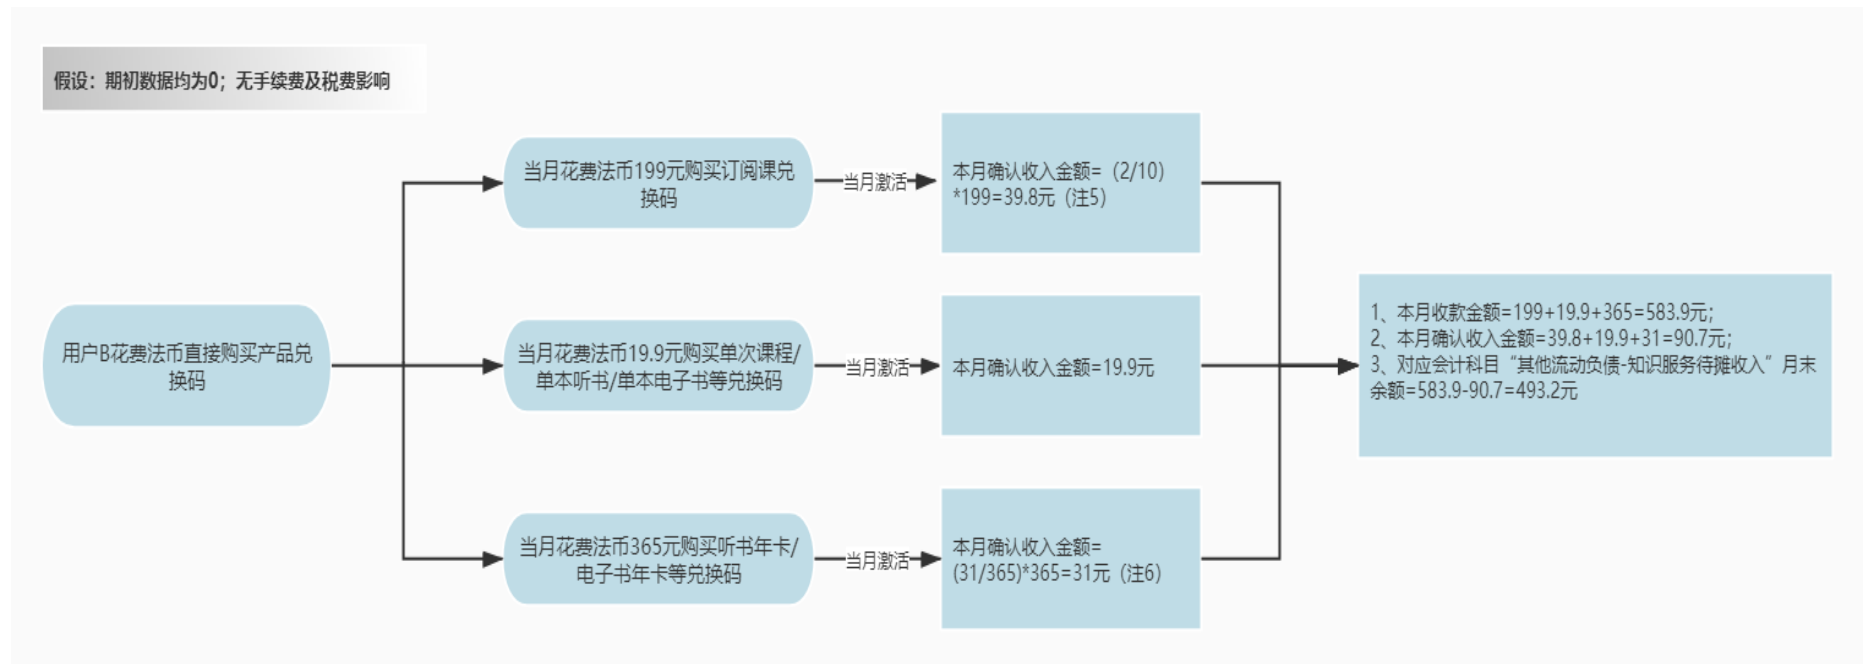 假设：期初数据均为0；无手续费及税费影响
用户B花费法币直接购买产品兑
换码
当月花费法币199元购买订阅课兑
换码
当月激活
本月确认收入金额=（2/10）
*199=39.8元（注5）
当月花费法币19.9元购买单次课程/
单本听书/单本电子书等兑换码
当月激活
本月确认收入金额=19.9元
当月花费法币365元购买听书年卡/
电子书年卡等兑换码
当月激活
本月确认收入金额=
(31/365)*365=31元（注6）
1、本月收款金额=199+19.9+365=583.9元；
2、本月确认收入金额=39.8+19.9+31=90.7元；
3、对应会计科目“其他流动负债-知识服务待摊收入”月末
余额=583.9-90.7=493.2元